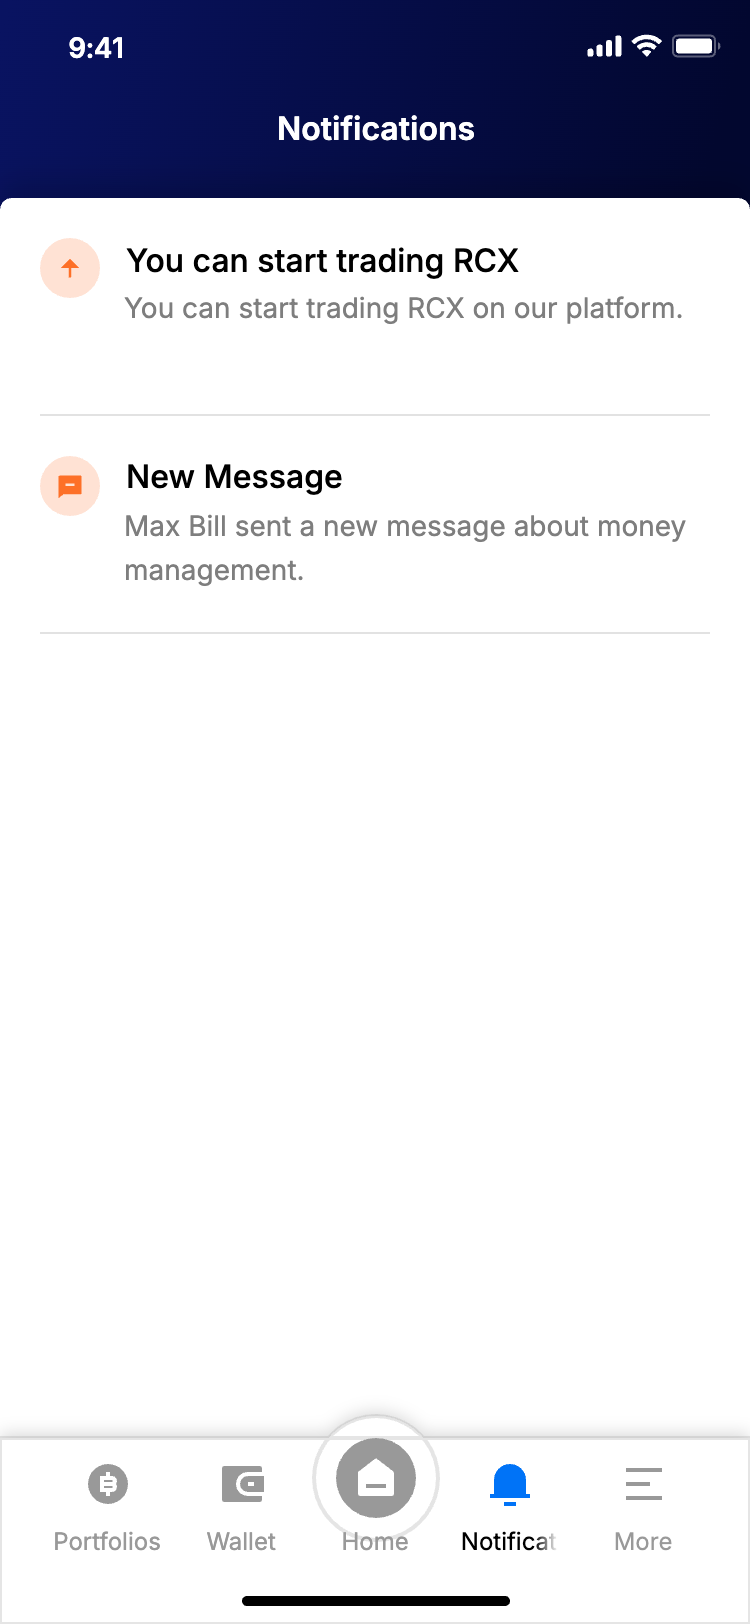 9:41
Notifications
You can start trading RCX
You can start trading RCX on our platform.
New Message
Max Bill sent a new message about money
management.
Portfolios
Wallet
Home
Notificat
More